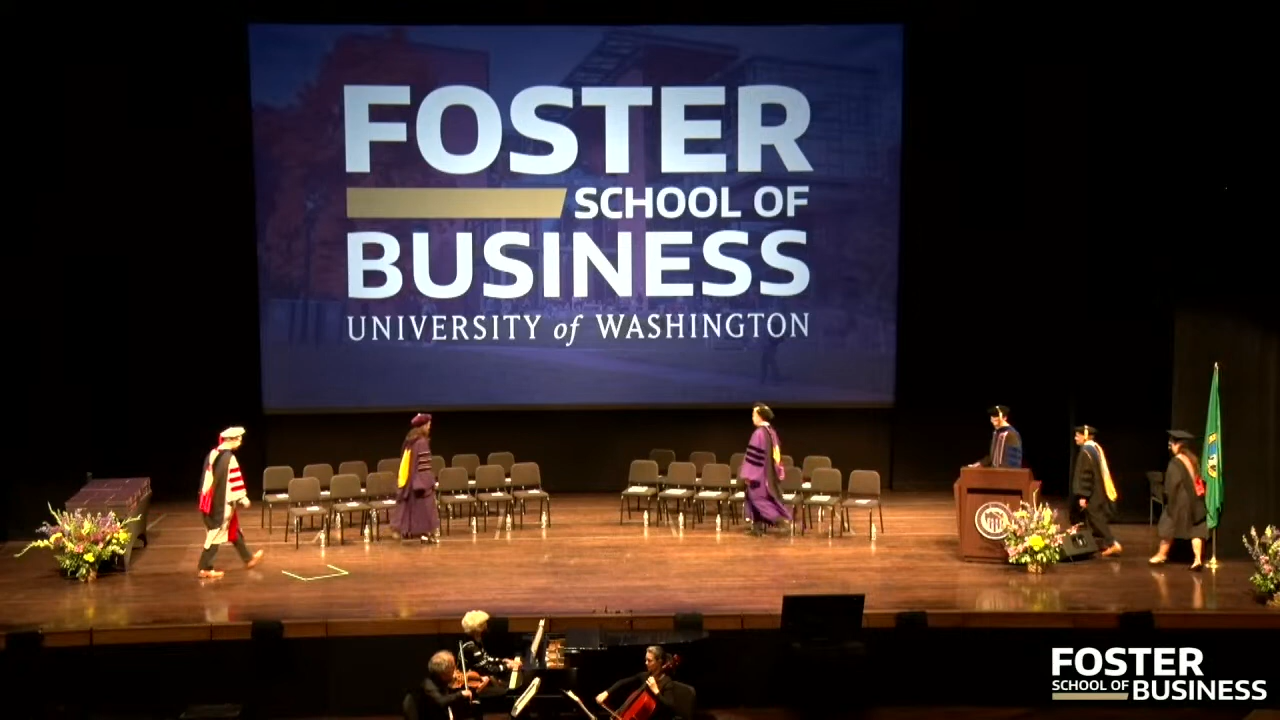 FOSTER
SCHOOL OF
BUSINESS
UNIVERSITY of WASHINGTON
FOSTER
SCHOOL OF BUSINESS